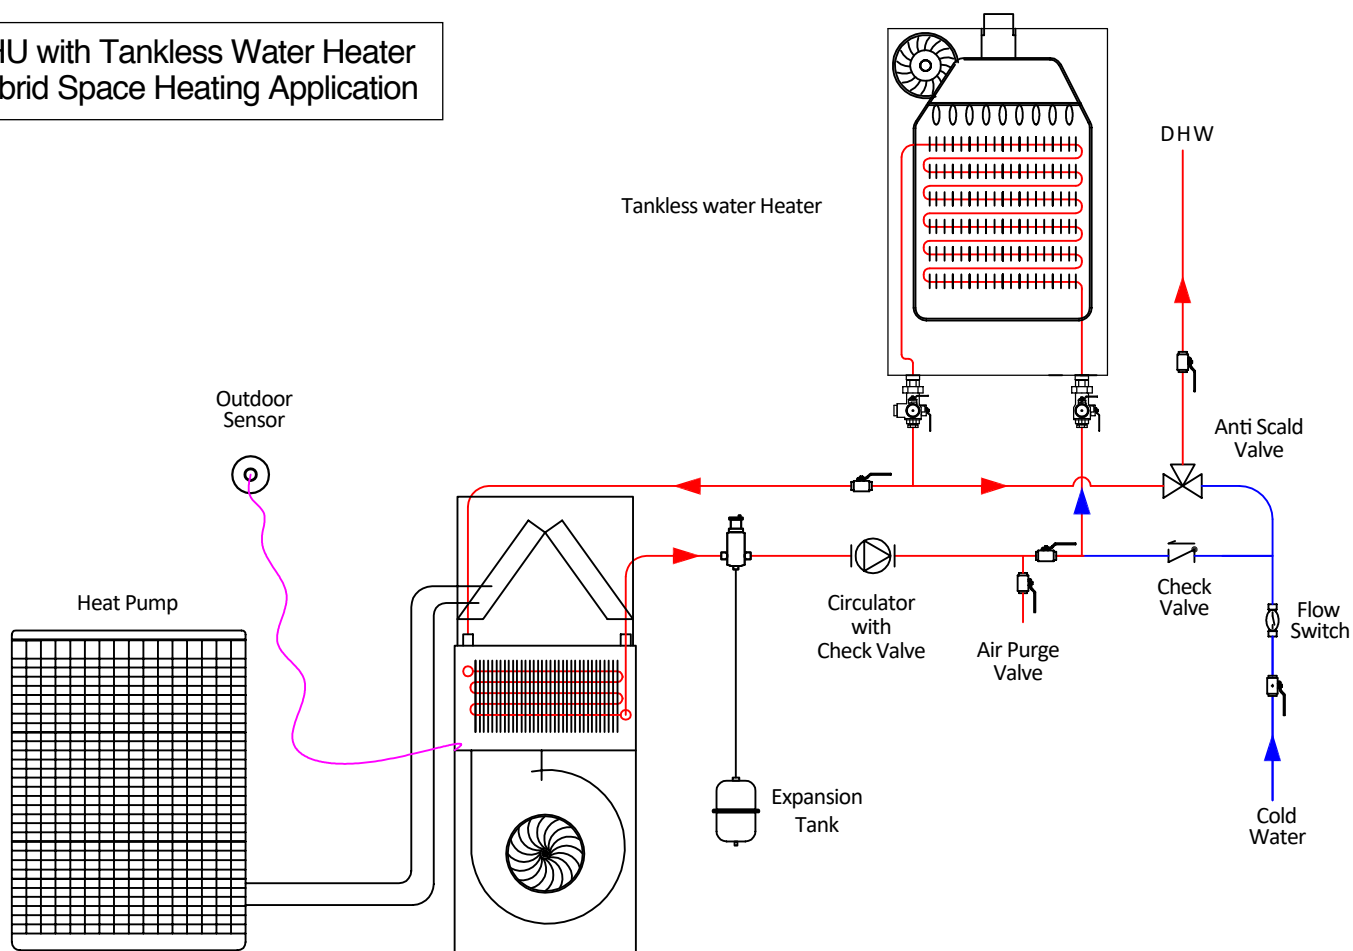 HU with Tankless Water Heater
brid Space Heating Application
DHW
Tankless water Heater
Outdoor
Sensor
Anti Scald
Valve
Heat Pump
Circulator
with
Check Valve
Air Purge
Valve
Check
Valve
Flow
Switch
Expansion
Tank
Cold
Water